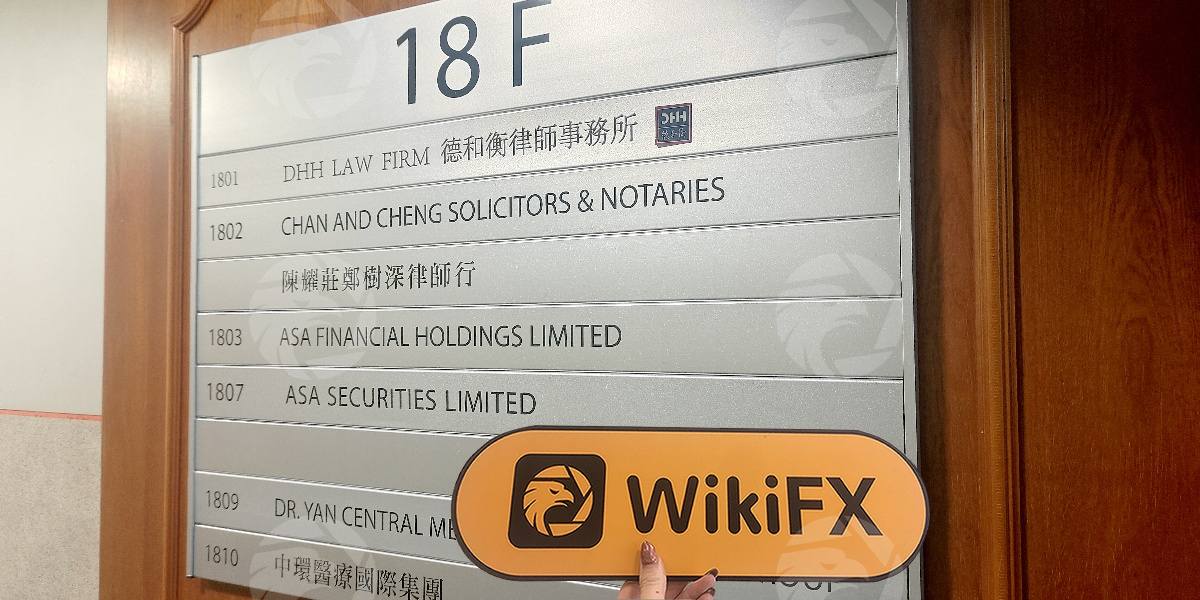 18 F
1801 DHH LAW FIRM 德和衡律師事務所 DHH
1802 CHAN AND CHENG SOLICITORS & NOTARIES
陳耀莊鄭樹深律師行
1803 ASA FINANCIAL HOLDINGS LIMITED
1807 ASA SECURITIES LIMITED
1809 DR. YAN CENTRAL
WikiFX
1810 中環醫療國際集團